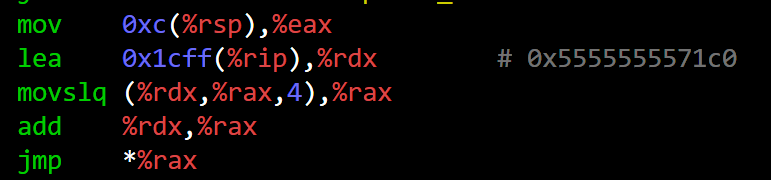 mov    0xc(%rsp),%eax
lea    0x1cff(%rip),%rdx        # 0x5555555571c0
movslq (%rdx,%rax,4),%rax
add    %rdx,%rax
jmp    *%rax